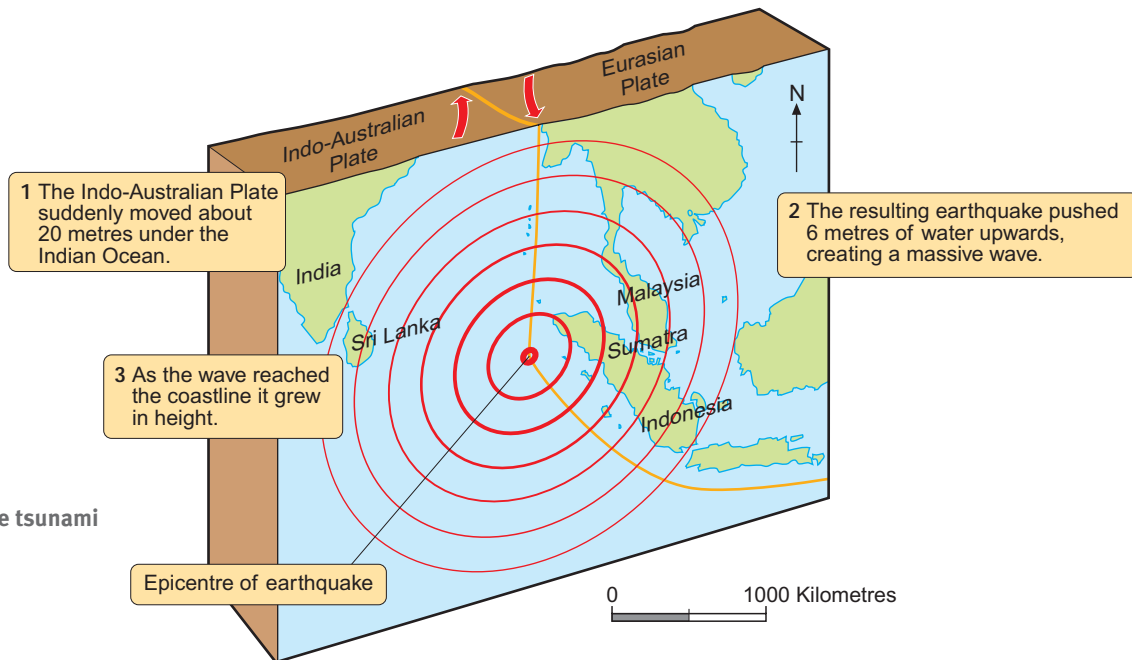 Eurasian
Plate
Indo-Australian
Plate
N
1 The Indo-Australian Plate
suddenly moved about
20 metres under the
Indian Ocean.
2 The resulting earthquake pushed
6 metres of water upwards,
creating a massive wave.
India
Malaysia
Sri Lanka
Sumatra
3 As the wave reached
the coastline it grew
in height.
Indonesia
e tsunami
Epicentre of earthquake
0 1000 Kilometres